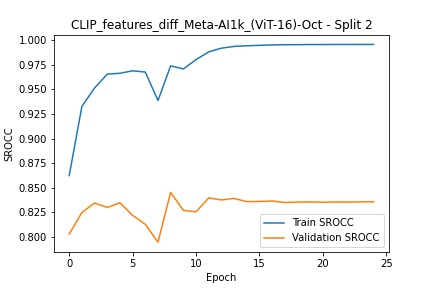 CLIP_features_diff_Meta-AI1k_(ViT-16)-Oct - Split 2
1.000
0.975
0.950
0.925
0.900
0.875
0.850
0.825
0.800
SROCC
Train SROCC
Validation SROCC
0 5 10 15 20 25
Epoch